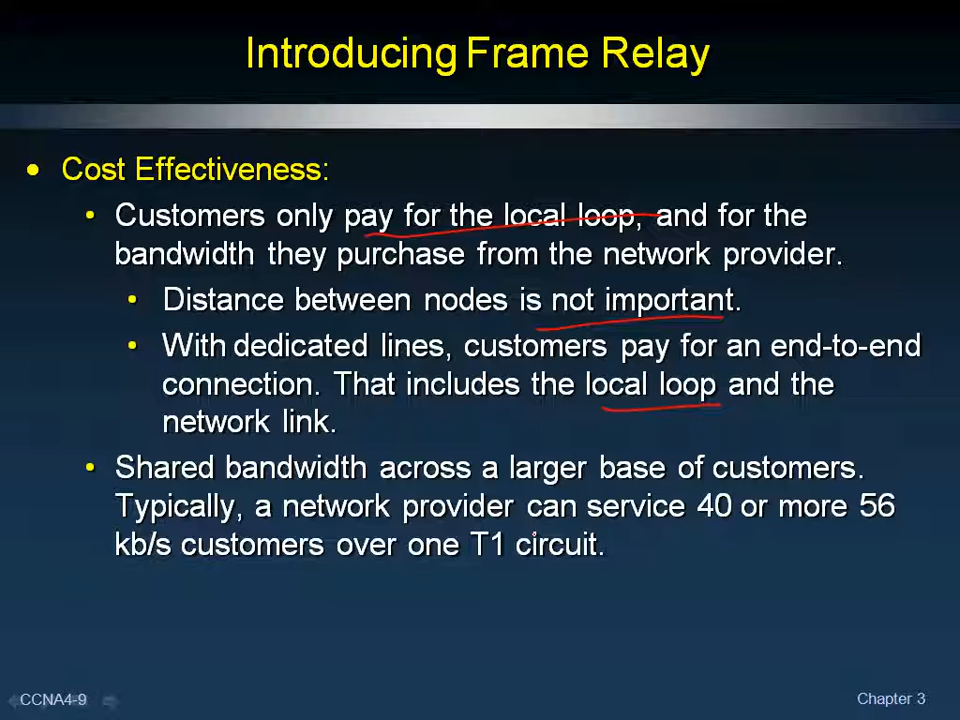 Introducing Frame Relay
• Cost Effectiveness:
• Customers only pay for the local loop, and for the
bandwidth they purchase from the network provider.
• Distance between nodes is not important.
• With dedicated lines, customers pay for an end-to-end
connection. That includes the local loop and the
network link.
• Shared bandwidth across a larger base of customers.
Typically, a network provider can service 40 or more 56
kb/s customers over one T1 circuit.
CCNA4-9
Chapter 3